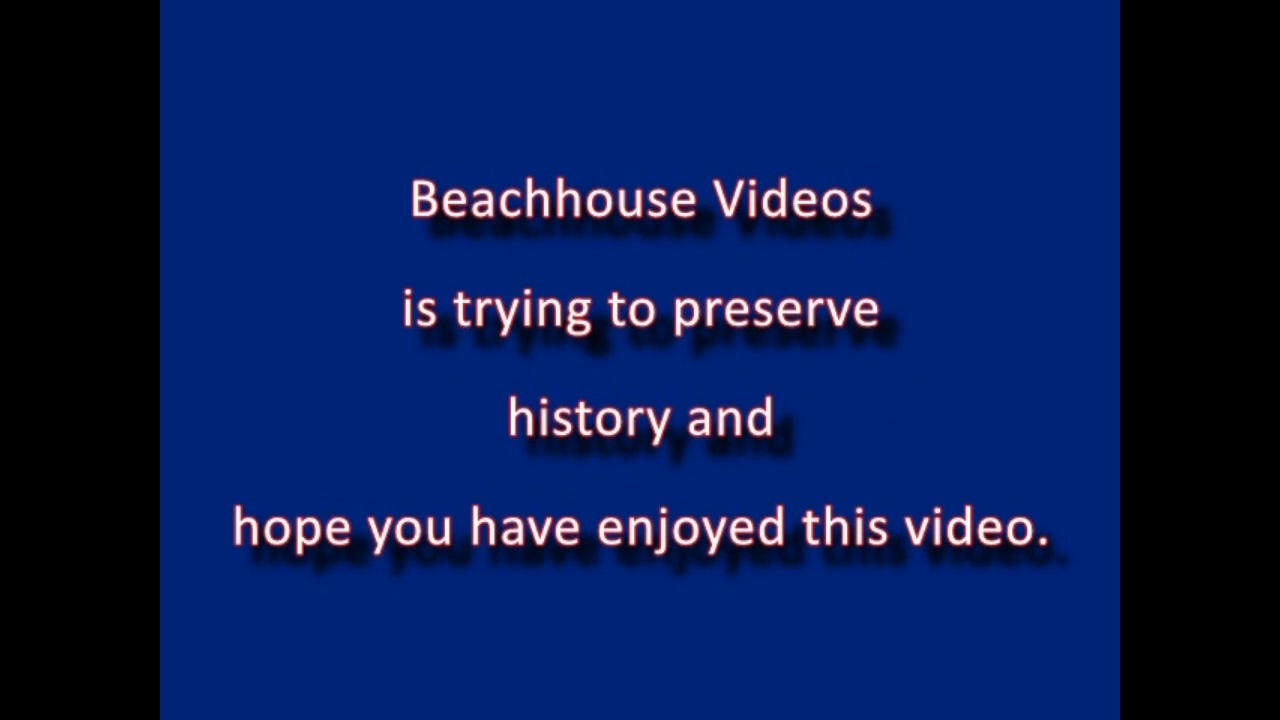 Beachhouse Videos
is trying to preserve
history and
hope you have enjoyed this video.